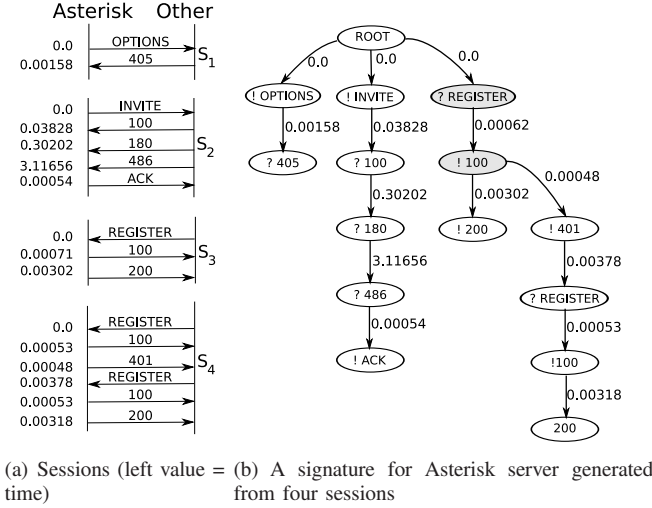 Asterisk Other
0.0 OPTIONS
0.00158 405
S1
0.0 INVITE
0.03828 100
0.30202 180
S2
3.11656 486
0.00054 ACK
0.0 REGISTER
0.00071 100
S3
0.00302 200
0.0 REGISTER
0.00053 100
0.00048 401
S4
0.00378 REGISTER
0.00053 100
0.00318 200
ROOT
0.0 0.0 0.0
! OPTIONS ! INVITE ? REGISTER
0.00158 0.03828 0.00062
? 405 ? 100 ! 100
0.30202 0.00302 0.00048
? 180 ! 200 ! 401
3.11656 0.00378
? 486 ? REGISTER
0.00054 0.00053
! ACK !100
0.00318
200
(a) Sessions (left value = time)
(b) A signature for Asterisk server generated from four sessions